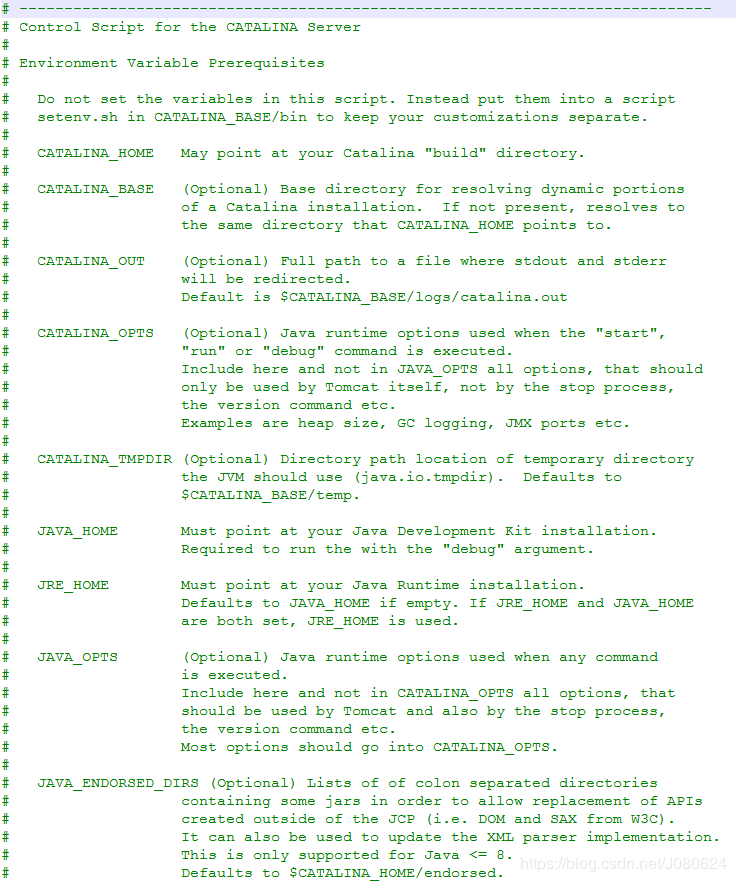 # -----------------------------------------------------------------------------
# Control Script for the CATALINA Server
#
# Environment Variable Prerequisites
#
#   Do not set the variables in this script. Instead put them into a script
#   setenv.sh in CATALINA_BASE/bin to keep your customizations separate.
#
#   CATALINA_HOME   May point at your Catalina "build" directory.
#
#   CATALINA_BASE   (Optional) Base directory for resolving dynamic portions
#                   of a Catalina installation.  If not present, resolves to
#                   the same directory that CATALINA_HOME points to.
#
#   CATALINA_OUT    (Optional) Full path to a file where stdout and stderr
#                   will be redirected.
#                   Default is $CATALINA_BASE/logs/catalina.out
#
#   CATALINA_OPTS   (Optional) Java runtime options used when the "start",
#                   "run" or "debug" command is executed.
#                   Include here and not in JAVA_OPTS all options, that should
#                   only be used by Tomcat itself, not by the stop process,
#                   the version command etc.
#                   Examples are heap size, GC logging, JMX ports etc.
#
#   CATALINA_TMPDIR (Optional) Directory path location of temporary directory
#                   the JVM should use (java.io.tmpdir).  Defaults to
#                   $CATALINA_BASE/temp.
#
#   JAVA_HOME       Must point at your Java Development Kit installation.
#                   Required to run the with the "debug" argument.
#
#   JRE_HOME        Must point at your Java Runtime installation.
#                   Defaults to JAVA_HOME if empty. If JRE_HOME and JAVA_HOME
#                   are both set, JRE_HOME is used.
#
#   JAVA_OPTS       (Optional) Java runtime options used when any command
#                   is executed.
#                   Include here and not in CATALINA_OPTS all options, that
#                   should be used by Tomcat and also by the stop process,
#                   the version command etc.
#                   Most options should go into CATALINA_OPTS.
#
#   JAVA_ENDORSED_DIRS (Optional) Lists of of colon separated directories
#                   containing some jars in order to allow replacement of APIs
#                   created outside of the JCP (i.e. DOM and SAX from W3C).
#                   It can also be used to update the XML parser implementation.
#                   This is only supported for Java <= 8.
#                   Defaults to $CATALINA_HOME/endorsed.
https://blog.csdn.net/J080624